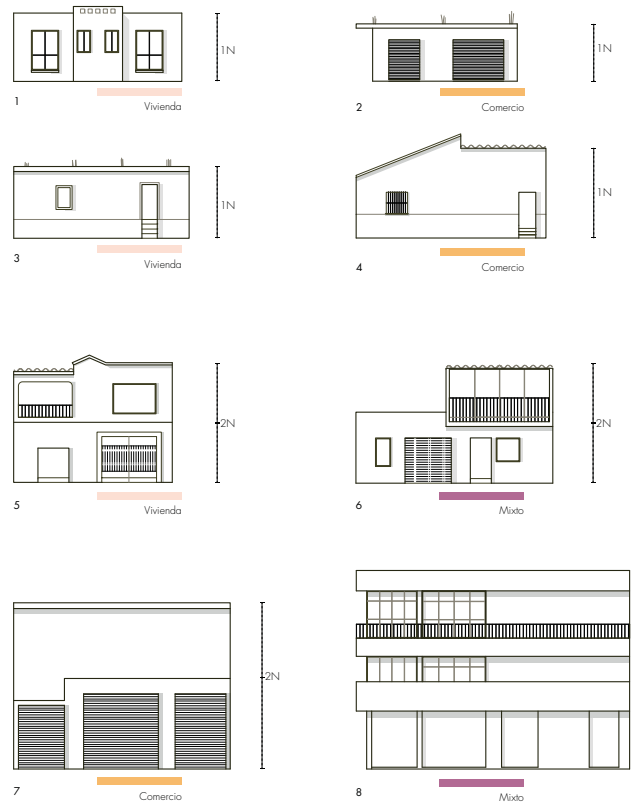 1N
1
Vivienda
1N
2
Comercio
1N
3
Vivienda
1N
4
Comercio
2N
5
Vivienda
2N
6
Mixto
2N
7
Comercio
8
Mixto